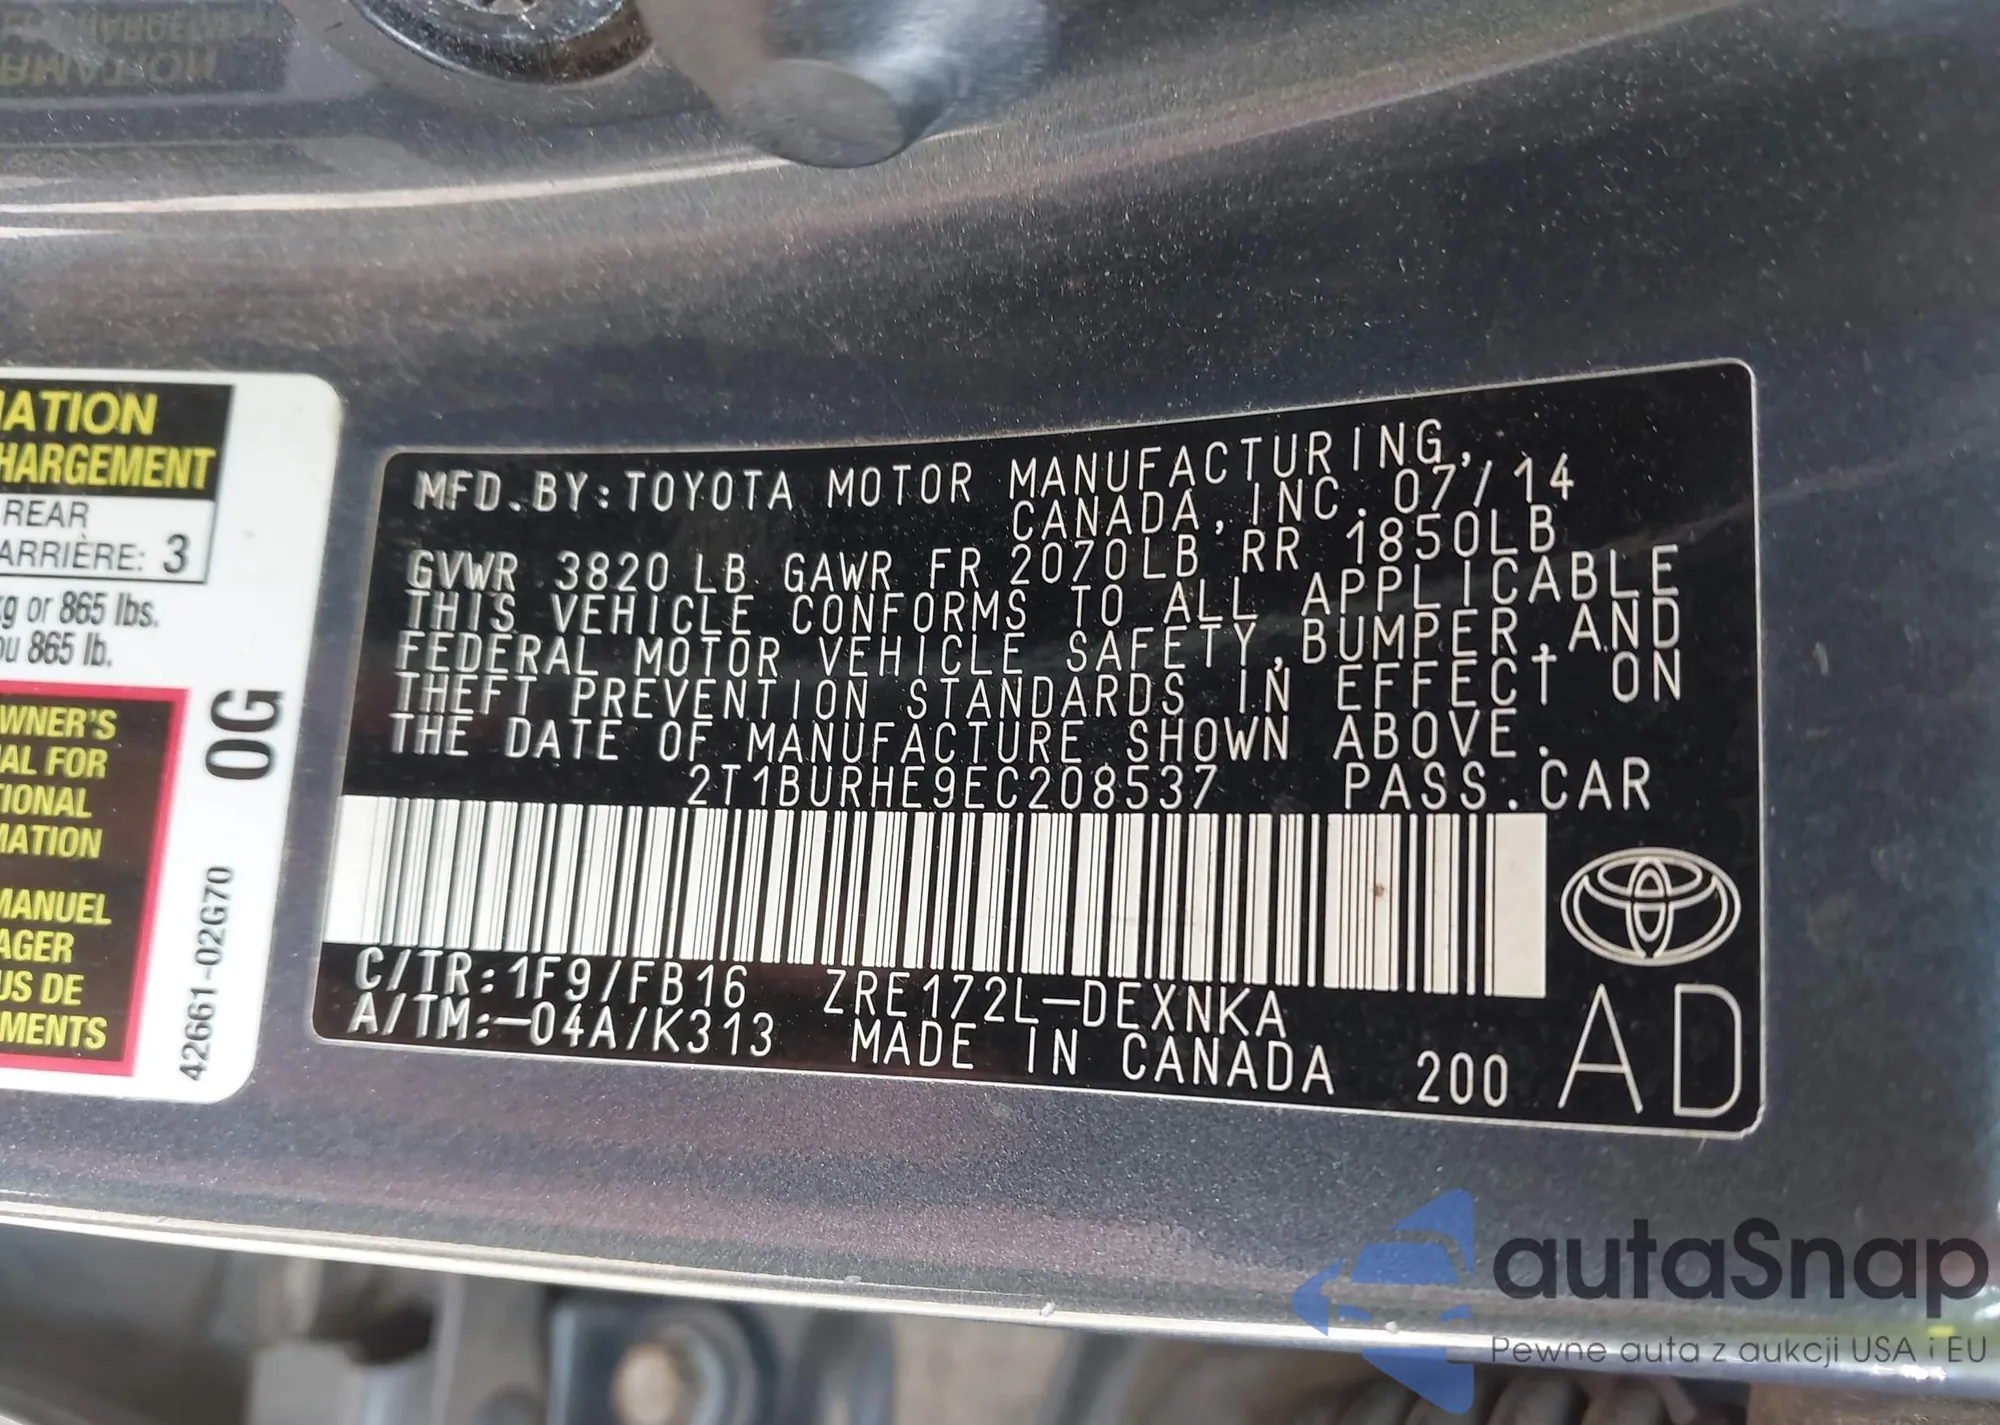 MATION
HARGEMENT
REAR
ARRIÈRE: 3
kg or 865 lbs.
ou 865 lb.
WNER'S
AL FOR
TIONAL
MATION
MANUEL
AGER
US DE
MENTS
0G
42661-02G70
MFD.BY:TOYOTA MOTOR MANUFACTURING,
CANADA, INC. 07/14
GVWR 3820 LB GAWR FR 2070LB RR 1850LB
THIS VEHICLE CONFORMS TO ALL APPLICABLE
FEDERAL MOTOR VEHICLE SAFETY, BUMPER, AND
THEFT PREVENTION STANDARDS IN EFFECT ON
THE DATE OF MANUFACTURE SHOWN ABOVE.
2T1BURHE9EC208537 PASS.CAR
C/TR:1F9/FB16 ZRE172L-DEXNKA
A/TM:-04A/K313 MADE IN CANADA 200
AD
autaSnap
Pewne auta z aukcji USA i EU